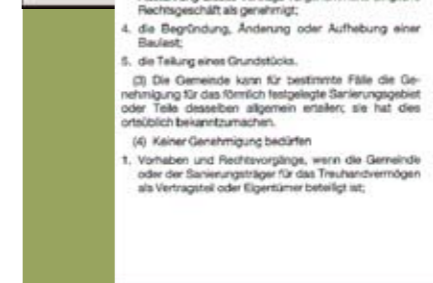 Rechtsgeschäft als genehmigt;
4. die Begründung, Änderung oder Aufhebung einer
Baulast;
5. die Teilung eines Grundstücks.
(3) Die Gemeinde kann für bestimmte Fälle die Ge-
nehmigung für das förmlich festgelegte Sanierungsgebiet
oder Teile desselben allgemein erteilen; sie hat dies
ortsüblich bekanntzumachen.
(4) Keiner Genehmigung bedürfen
1. Vorhaben und Rechtsvorgänge, wenn die Gemeinde
oder der Sanierungsträger für das Treuhandvermögen
als Vertragsteil oder Eigentümer beteiligt ist;